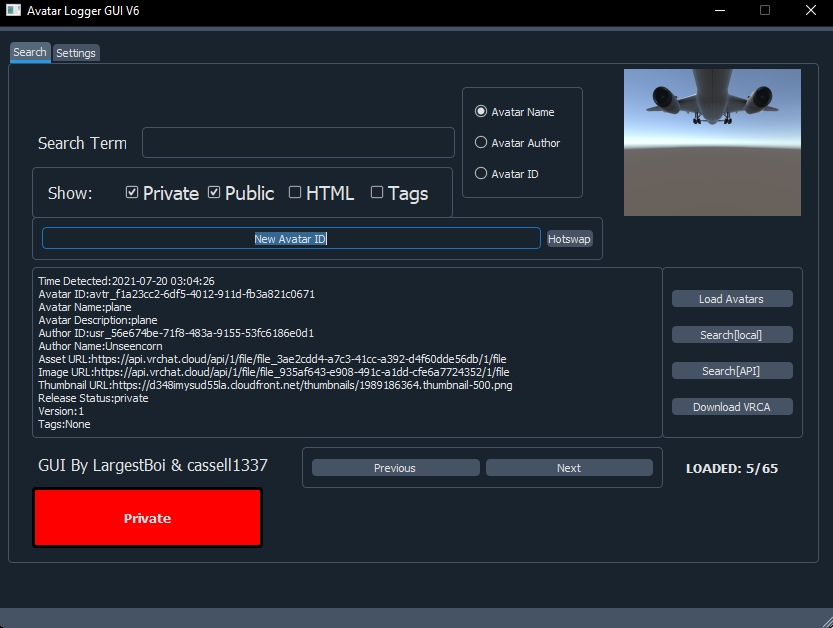 Avatar Logger GUI V6
Search Settings
Avatar Name
Search Term
Avatar Author
Avatar ID
Show: Private Public HTML Tags
New Avatar ID Hotswap
Time Detected:2021-07-20 03:04:26
Avatar ID:avtr_f1a23cc2-6df5-4012-911d-fb3a821c0671
Avatar Name:plane
Avatar Description:plane
Author ID:usr_56e674be-71f8-483a-9155-53fc6186e0d1
Author Name:Unseencorn
Asset URL:https://api.vrchat.cloud/api/1/file/file_3ae2cdd4-a7c3-41cc-a392-d4f60dde56db/1/file
Image URL:https://api.vrchat.cloud/api/1/file/file_935af643-e908-491c-a1dd-cfe6a7724352/1/file
Thumbnail URL:https://d348imysud55la.cloudfront.net/thumbnails/1989186364.thumbnail-500.png
Release Status:private
Version:1
Tags:None
Load Avatars
Search[local]
Search[API]
Download VRCA
GUI By LargestBoi & cassell1337
Previous Next
LOADED: 5/65
Private